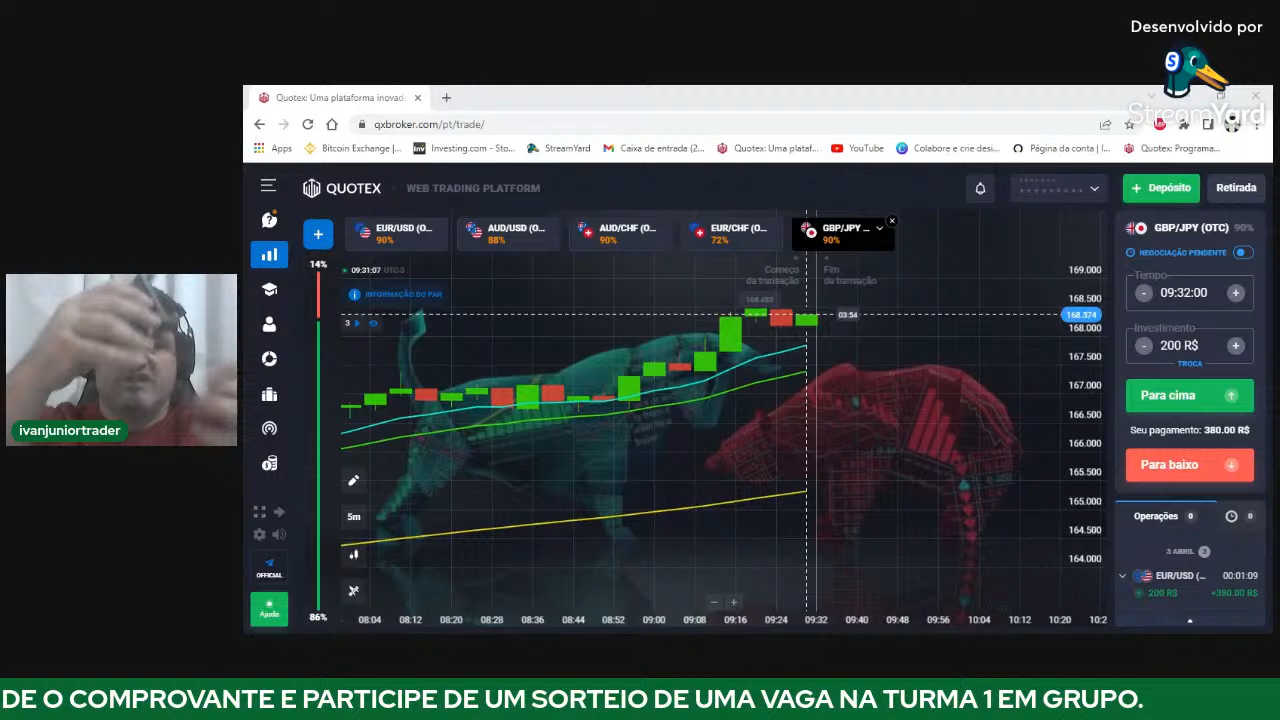 Desenvolvido por
StreamYard
Quotex: Uma plataforma inovad
qxbroker.com/pt/trade/
Apps
Bitcoin Exchange |...
Investing.com - Sto...
StreamYard
Caixa de entrada (2...
Quotex: Uma plataf...
YouTube
Colabore e crie desi...
Página da conta | I...
Quotex: Programa...
QUOTEX
WEB TRADING PLATFORM
Depósito
Retirada
EUR/USD (O...
90%
AUD/USD (O...
88%
AUD/CHF (O...
90%
EUR/CHF (O...
72%
GBP/JPY ...
90%
GBP/JPY (OTC) 90%
NEGOCIAÇÃO PENDENTE
14%
09:31:07 UTC-3
Começo
da transação
Fim
da transação
INFORMAÇÃO DO PAR
3
03:54
169.000
168.500
168.374
168.000
167.500
167.000
166.500
166.000
165.500
165.000
164.500
164.000
Tempo
- 09:32:00 +
Investimento
- 200 R$ +
TROCA
Para cima
Seu pagamento: 380.00 R$
Para baixo
Operações 0
0
3 ABRIL 3
EUR/USD (... 00:01:09
200 R$ +380.00 R$
5m
OFFICIAL
Ajuda
86%
08:04 08:12 08:20 08:28 08:36 08:44 08:52 09:00 09:08 09:16 09:24 09:32 09:40 09:48 09:56 10:04 10:12 10:20 10:2
ivanjuniortrader
DE O COMPROVANTE E PARTICIPE DE UM SORTEIO DE UMA VAGA NA TURMA 1 EM GRUPO.